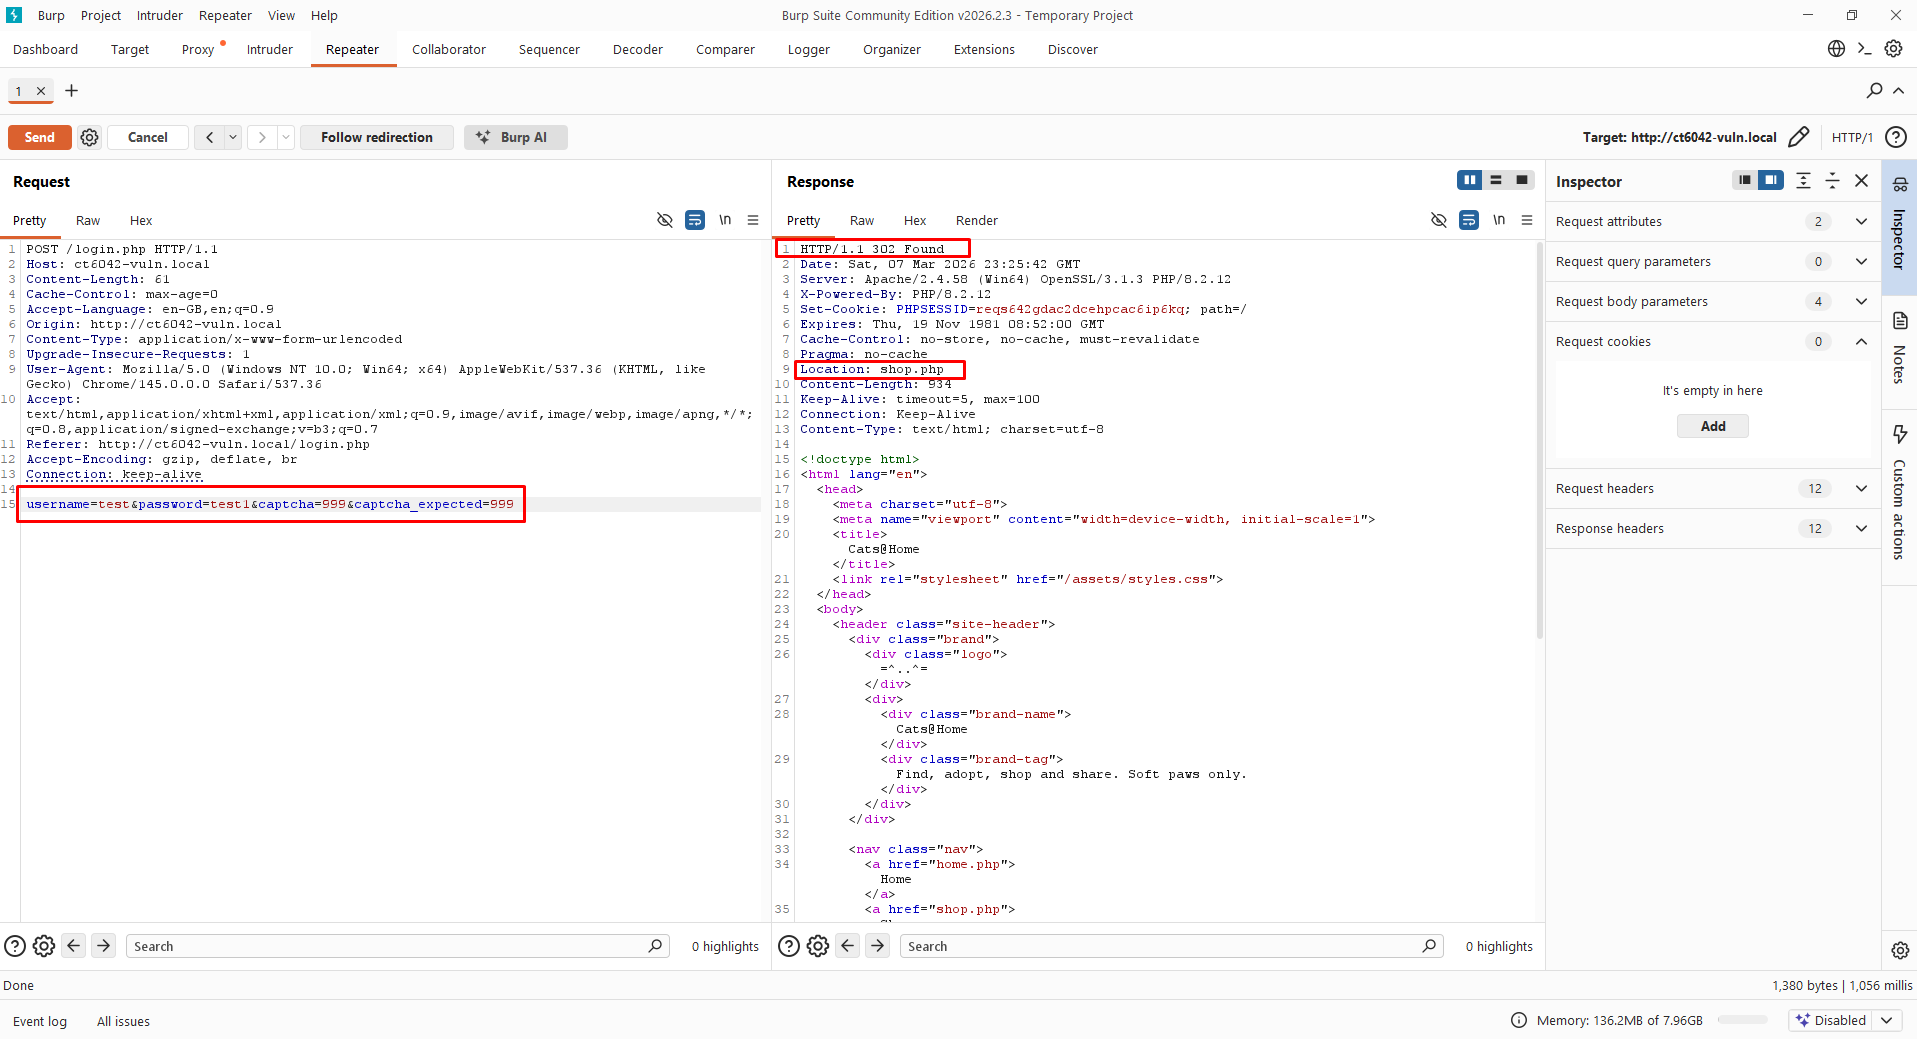 Burp Project Intruder Repeater View Help Burp Suite Community Edition v2026.2.3 - Temporary Project
Dashboard Target Proxy Intruder Repeater Collaborator Sequencer Decoder Comparer Logger Organizer Extensions Discover
1
Send Cancel Follow redirection Burp AI Target: http://ct6042-vuln.local HTTP/1
Request
Pretty Raw Hex \n
1 POST /login.php HTTP/1.1
2 Host: ct6042-vuln.local
3 Content-Length: 61
4 Cache-Control: max-age=0
5 Accept-Language: en-GB,en;q=0.9
6 Origin: http://ct6042-vuln.local
7 Content-Type: application/x-www-form-urlencoded
8 Upgrade-Insecure-Requests: 1
9 User-Agent: Mozilla/5.0 (Windows NT 10.0; Win64; x64) AppleWebKit/537.36 (KHTML, like
Gecko) Chrome/145.0.0.0 Safari/537.36
10 Accept:
text/html,application/xhtml+xml,application/xml;q=0.9,image/avif,image/webp,image/apng,*/*;
q=0.8,application/signed-exchange;v=b3;q=0.7
11 Referer: http://ct6042-vuln.local/login.php
12 Accept-Encoding: gzip, deflate, br
13 Connection: keep-alive
14
15 username=test&password=test1&captcha=999&captcha_expected=999
Search 0 highlights
Response
Pretty Raw Hex Render \n
1 HTTP/1.1 302 Found
2 Date: Sat, 07 Mar 2026 23:25:42 GMT
3 Server: Apache/2.4.58 (Win64) OpenSSL/3.1.3 PHP/8.2.12
4 X-Powered-By: PHP/8.2.12
5 Set-Cookie: PHPSESSID=reqs642gdac2dcehpcac6ip6kq; path=/
6 Expires: Thu, 19 Nov 1981 08:52:00 GMT
7 Cache-Control: no-store, no-cache, must-revalidate
8 Pragma: no-cache
9 Location: shop.php
10 Content-Length: 934
11 Keep-Alive: timeout=5, max=100
12 Connection: Keep-Alive
13 Content-Type: text/html; charset=utf-8
14
15 <!doctype html>
16 <html lang="en">
17 <head>
18 <meta charset="utf-8">
19 <meta name="viewport" content="width=device-width, initial-scale=1">
20 <title>
Cats@Home
</title>
21 <link rel="stylesheet" href="/assets/styles.css">
22 </head>
23 <body>
24 <header class="site-header">
25 <div class="brand">
26 <div class="logo">
=^..^=
</div>
27 <div>
28 <div class="brand-name">
Cats@Home
</div>
29 <div class="brand-tag">
Find, adopt, shop and share. Soft paws only.
</div>
30 </div>
31 </div>
32
33 <nav class="nav">
34 <a href="home.php">
Home
</a>
35 <a href="shop.php">
Search 0 highlights
Inspector
Request attributes 2
Request query parameters 0
Request body parameters 4
Request cookies 0
It's empty in here
Add
Request headers 12
Response headers 12
Inspector
Notes
Custom actions
Done 1,380 bytes | 1,056 millis
Event log All issues Memory: 136.2MB of 7.96GB Disabled